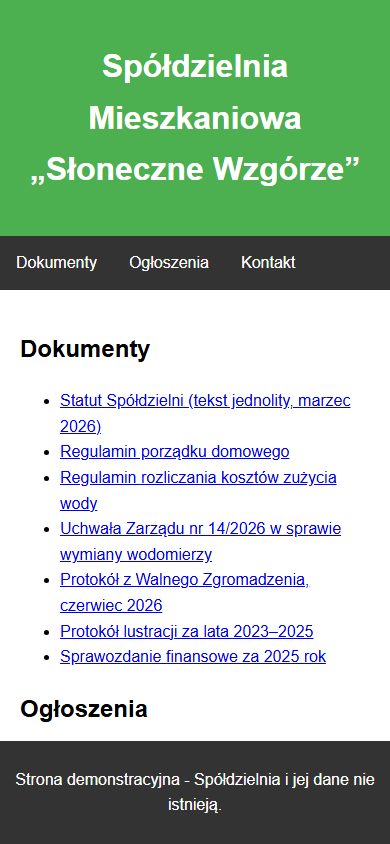 Spółdzielnia
Mieszkaniowa
„Słoneczne Wzgórze”
Dokumenty Ogłoszenia Kontakt
Dokumenty
Statut Spółdzielni (tekst jednolity, marzec
2026)
Regulamin porządku domowego
Regulamin rozliczania kosztów zużycia
wody
Uchwała Zarządu nr 14/2026 w sprawie
wymiany wodomierzy
Protokół z Walnego Zgromadzenia,
czerwiec 2026
Protokół lustracji za lata 2023–2025
Sprawozdanie finansowe za 2025 rok
Ogłoszenia
Strona demonstracyjna - Spółdzielnia i jej dane nie
istnieją.